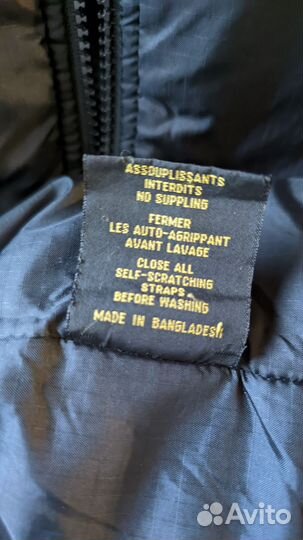 ASSOUPLISSANTS
INTERDITS
NO SUPPLING
FERMER
LES AUTO-AGRIPPANT
AVANT LAVAGE
CLOSE ALL
SELF-SCRATCHING
STRAPS
BEFORE WASHING
MADE IN BANGLADESH
Avito